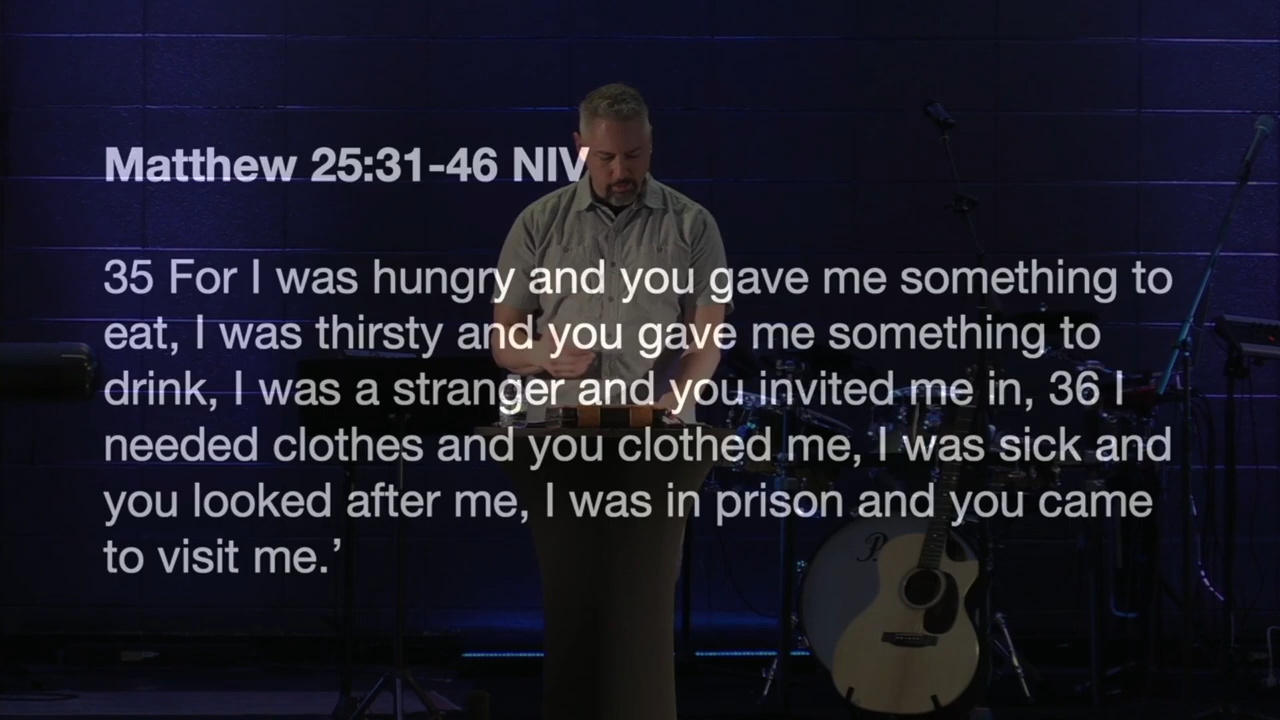 Matthew 25:31-46 NIV
35 For I was hungry and you gave me something to
eat, I was thirsty and you gave me something to
drink, I was a stranger and you invited me in, 36 I
needed clothes and you clothed me, I was sick and
you looked after me, I was in prison and you came
to visit me.’